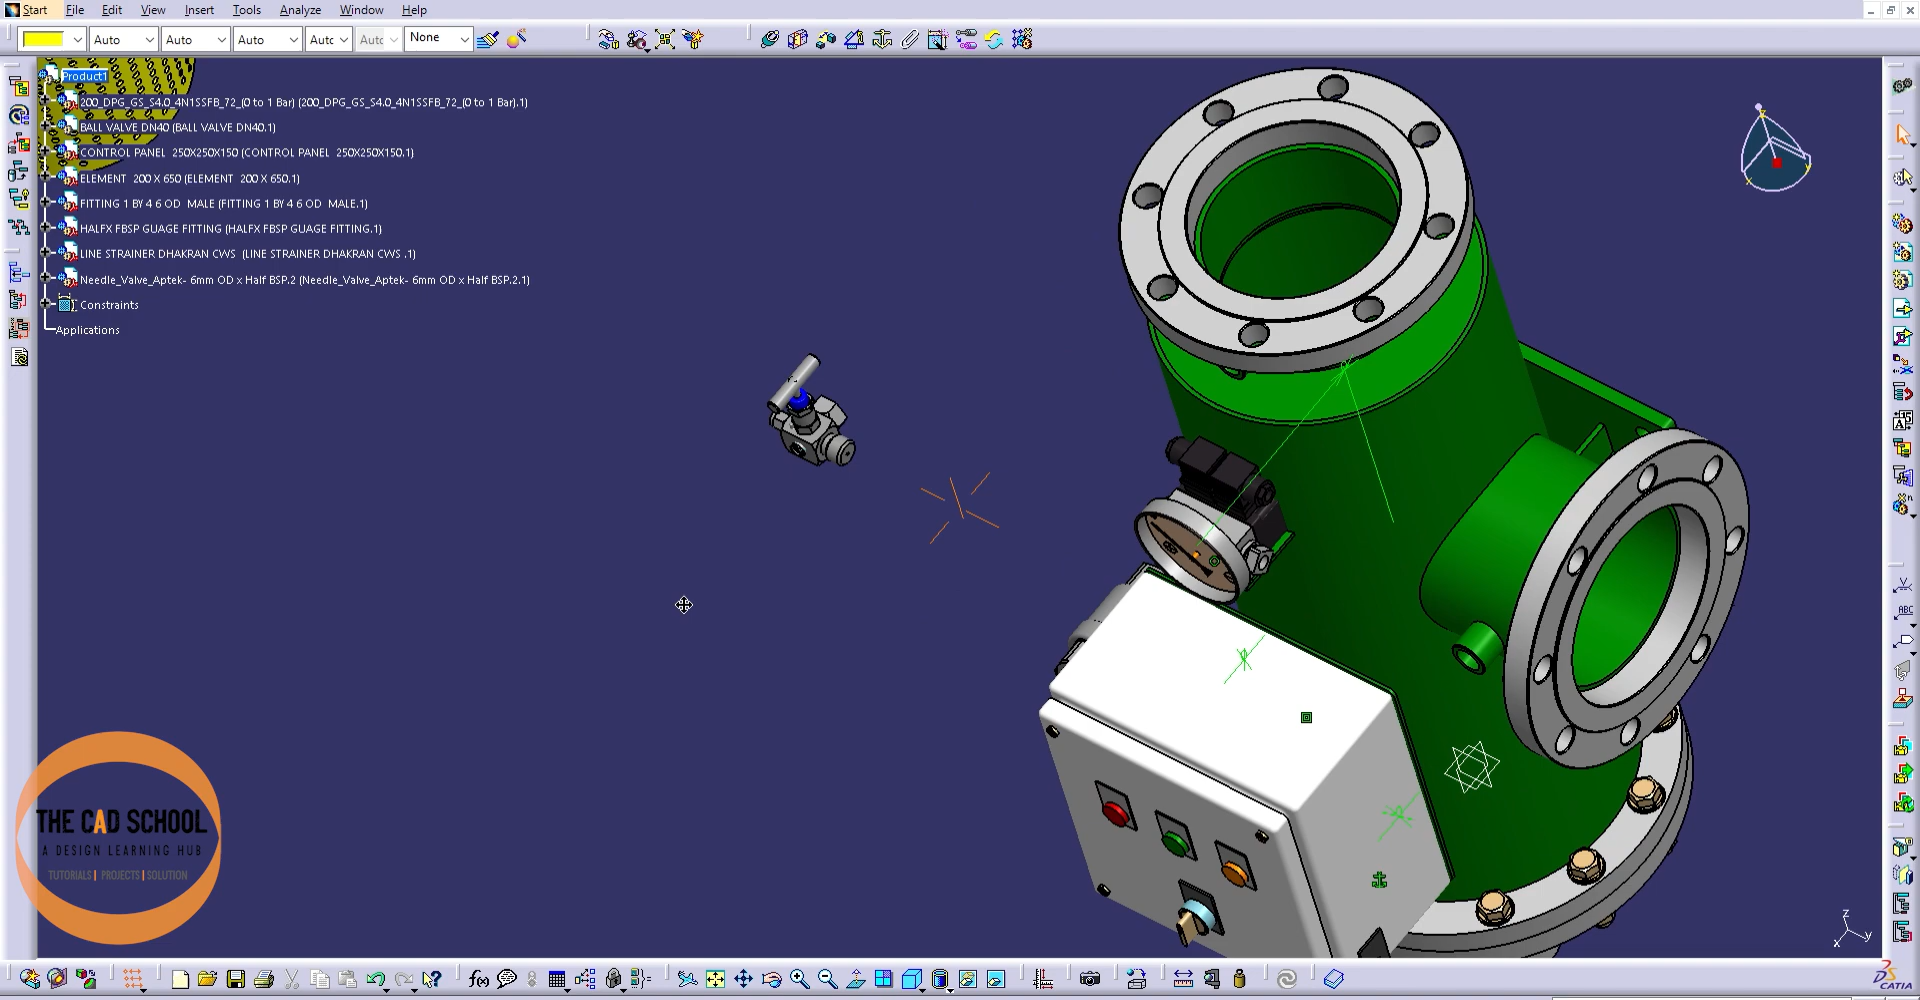 Start File Edit View Insert Tools Analyze Window Help
Auto Auto Auto Auto Auto None
Product1
200_DPG_GS_S4.0_4N1SSFB_72_(0 to 1 Bar) (200_DPG_GS_S4.0_4N1SSFB_72_(0 to 1 Bar).1)
BALL VALVE DN40 (BALL VALVE DN40.1)
CONTROL PANEL  250X250X150 (CONTROL PANEL  250X250X150.1)
ELEMENT  200 X 650 (ELEMENT  200 X 650.1)
FITTING 1 BY 4 6 OD  MALE (FITTING 1 BY 4 6 OD  MALE.1)
HALFX FBSP GUAGE FITTING (HALFX FBSP GUAGE FITTING.1)
LINE STRAINER DHAKRAN CWS  (LINE STRAINER DHAKRAN CWS .1)
Needle_Valve_Aptek- 6mm OD x Half BSP.2 (Needle_Valve_Aptek- 6mm OD x Half BSP.2.1)
Constraints
Applications
THE CAD SCHOOL
A DESIGN LEARNING HUB
TUTORIALS | PROJECTS | SOLUTION
ABC
z
x y
f(x)
CATIA